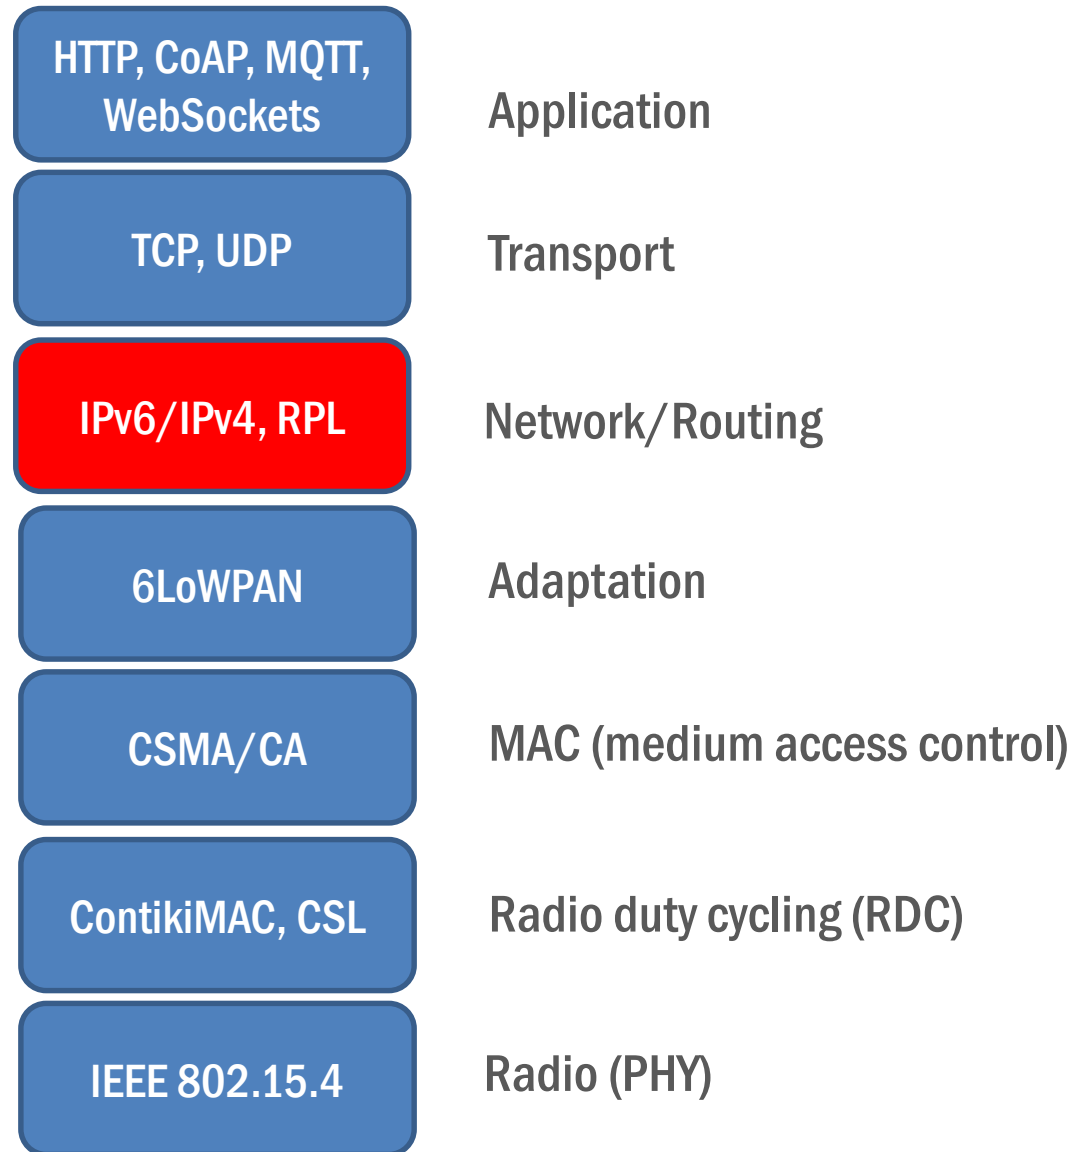 HTTP, CoAP, MQTT,
WebSockets
Application
TCP, UDP
Transport
IPv6/IPv4, RPL
Network/Routing
6LoWPAN
Adaptation
CSMA/CA
MAC (medium access control)
ContikiMAC, CSL
Radio duty cycling (RDC)
IEEE 802.15.4
Radio (PHY)